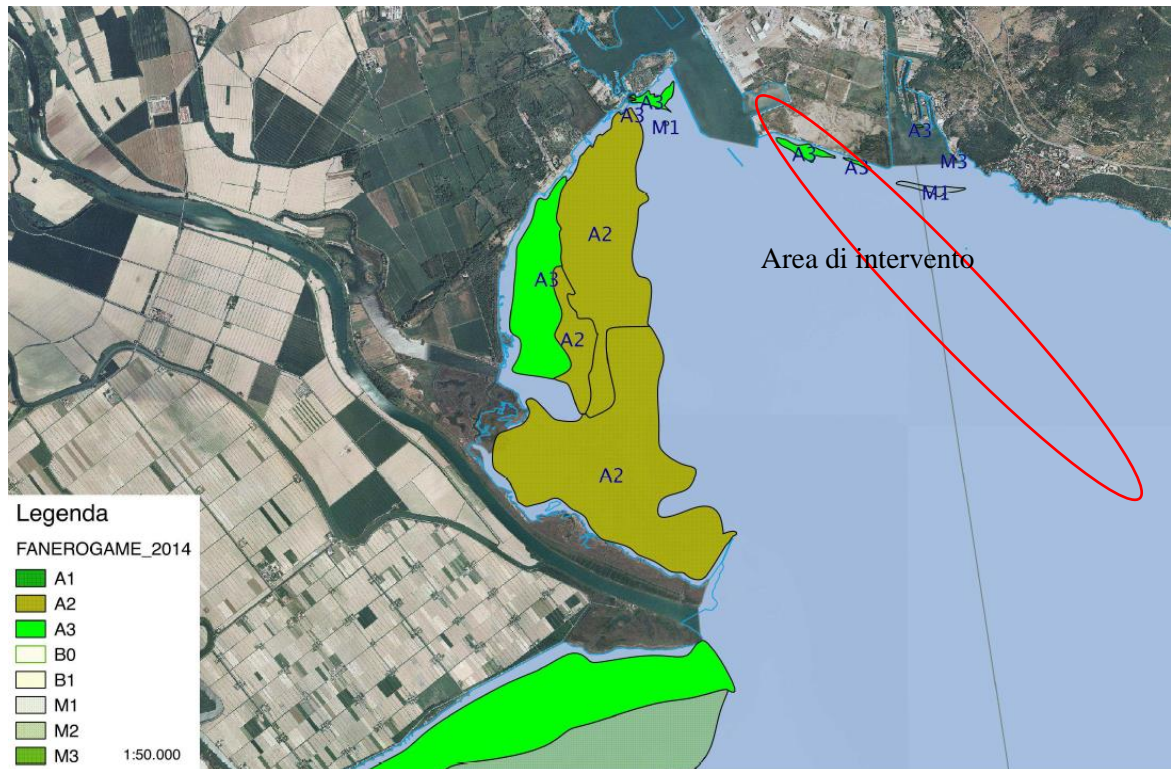 A3
A3
M1
A3
A3
A3
M3
M1
A2
A3
Area di intervento
A2
A2
Legenda
FANEROGAME_2014
A1
A2
A3
B0
B1
M1
M2
M3
1:50.000